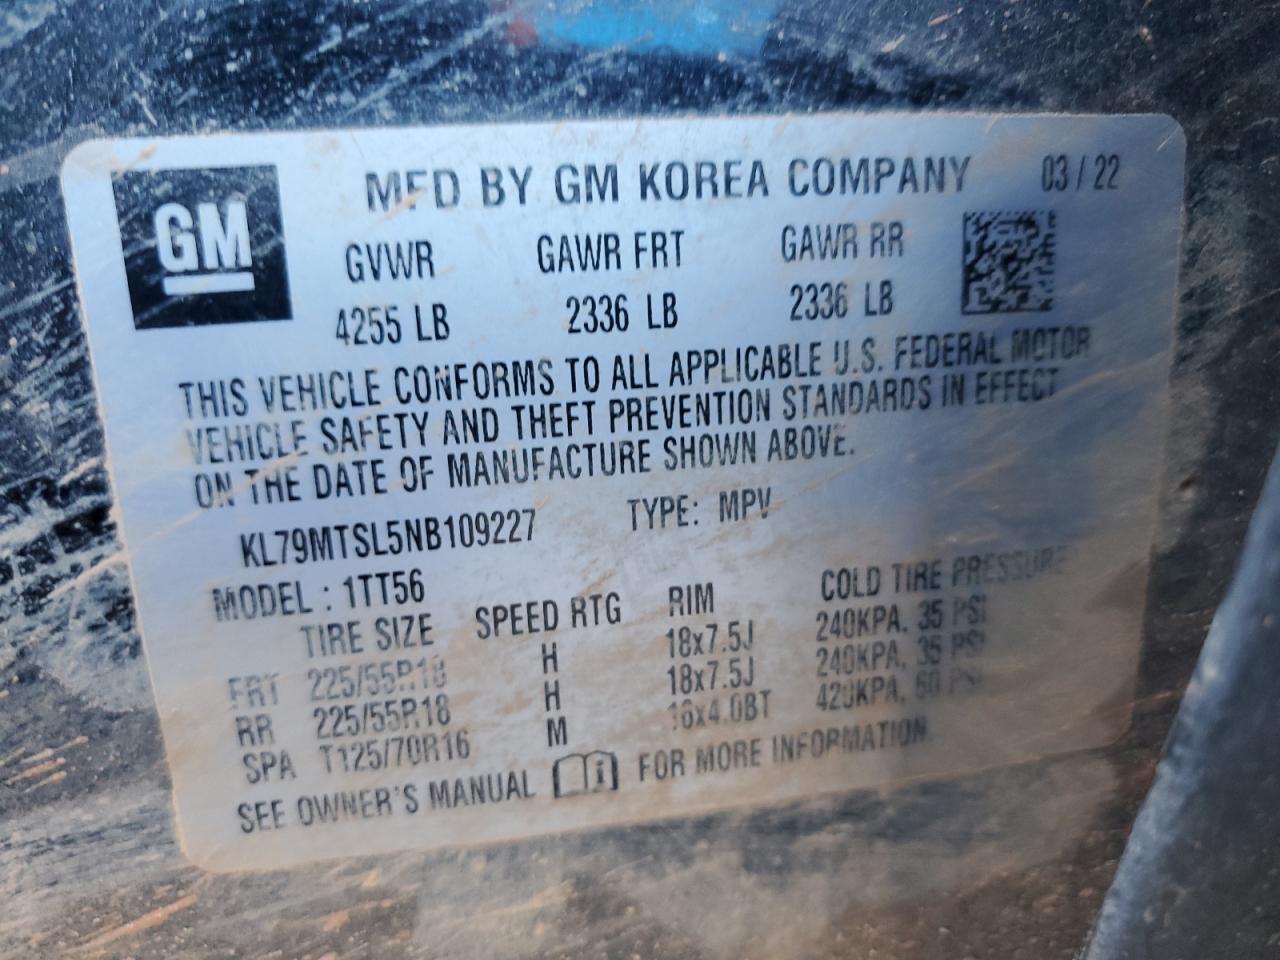 GM
MFD BY GM KOREA COMPANY 03/22
GVWR GAWR FRT GAWR RR
4255 LB 2336 LB 2336 LB
THIS VEHICLE CONFORMS TO ALL APPLICABLE U.S. FEDERAL MOTOR
VEHICLE SAFETY AND THEFT PREVENTION STANDARDS IN EFFECT
ON THE DATE OF MANUFACTURE SHOWN ABOVE.
KL79MTSL5NB109227 TYPE: MPV
MODEL: 1TT56
TIRE SIZE SPEED RTG RIM COLD TIRE PRESSURE
FRT 225/55R18 H 18x7.5J 240KPA, 35 PSI
RR 225/55R18 H 18x7.5J 240KPA, 35 PSI
SPA T125/70R16 M 16x4.0BT 420KPA, 60 PSI
SEE OWNER'S MANUAL i FOR MORE INFORMATION